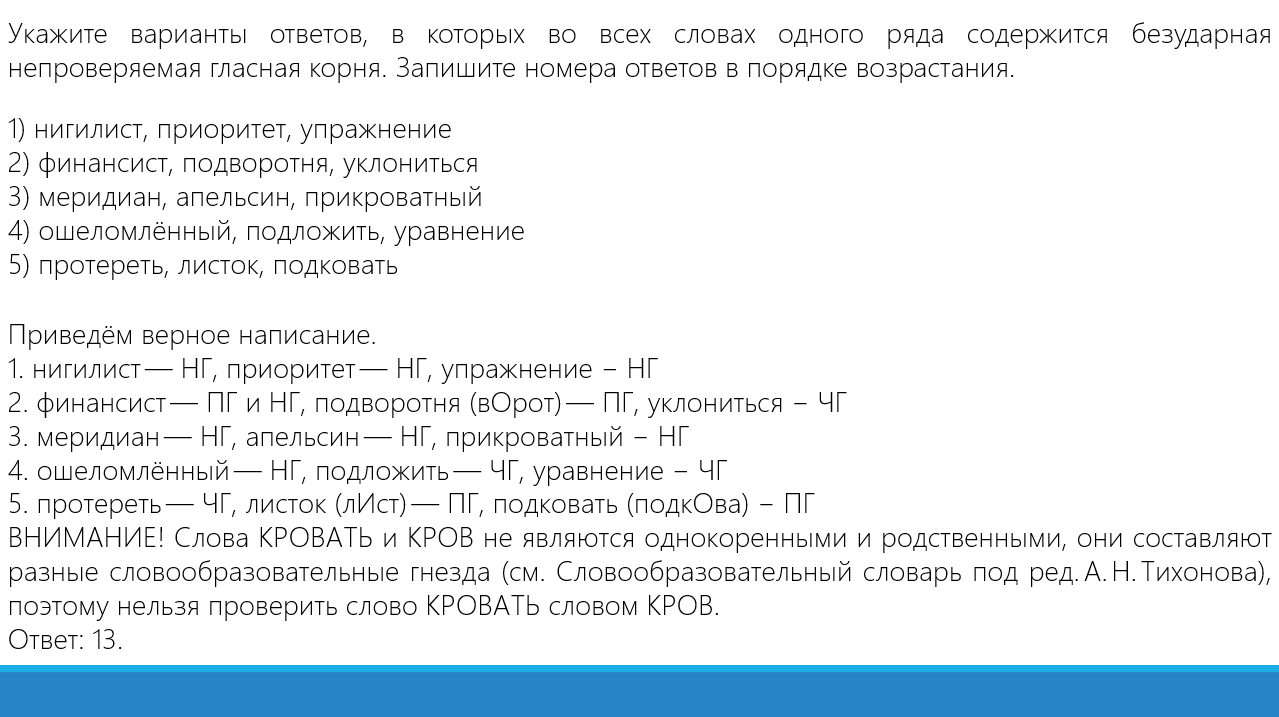 Укажите варианты ответов, в которых во всех словах одного ряда содержится безударная
непроверяемая гласная корня. Запишите номера ответов в порядке возрастания.
1) нигилист, приоритет, упражнение
2) финансист, подворотня, уклониться
3) меридиан, апельсин, прикроватный
4) ошеломлённый, подложить, уравнение
5) протереть, листок, подковать
Приведём верное написание.
1. нигилист — НГ, приоритет — НГ, упражнение – НГ
2. финансист — ПГ и НГ, подворотня (вОрот) — ПГ, уклониться – ЧГ
3. меридиан — НГ, апельсин — НГ, прикроватный – НГ
4. ошеломлённый — НГ, подложить — ЧГ, уравнение – ЧГ
5. протереть — ЧГ, листок (лИст) — ПГ, подковать (подкОва) – ПГ
ВНИМАНИЕ! Слова КРОВАТЬ и КРОВ не являются однокоренными и родственными, они составляют
разные словообразовательные гнезда (см. Словообразовательный словарь под ред. А. Н. Тихонова),
поэтому нельзя проверить слово КРОВАТЬ словом КРОВ.
Ответ: 13.